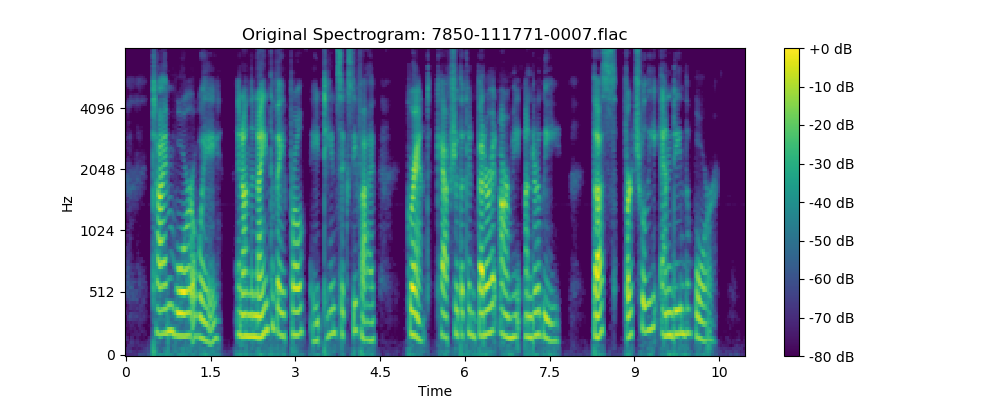 Original Spectrogram: 7850-111771-0007.flac
Hz
4096
2048
1024
512
0
0 1.5 3 4.5 6 7.5 9 10
Time
+0 dB
-10 dB
-20 dB
-30 dB
-40 dB
-50 dB
-60 dB
-70 dB
-80 dB